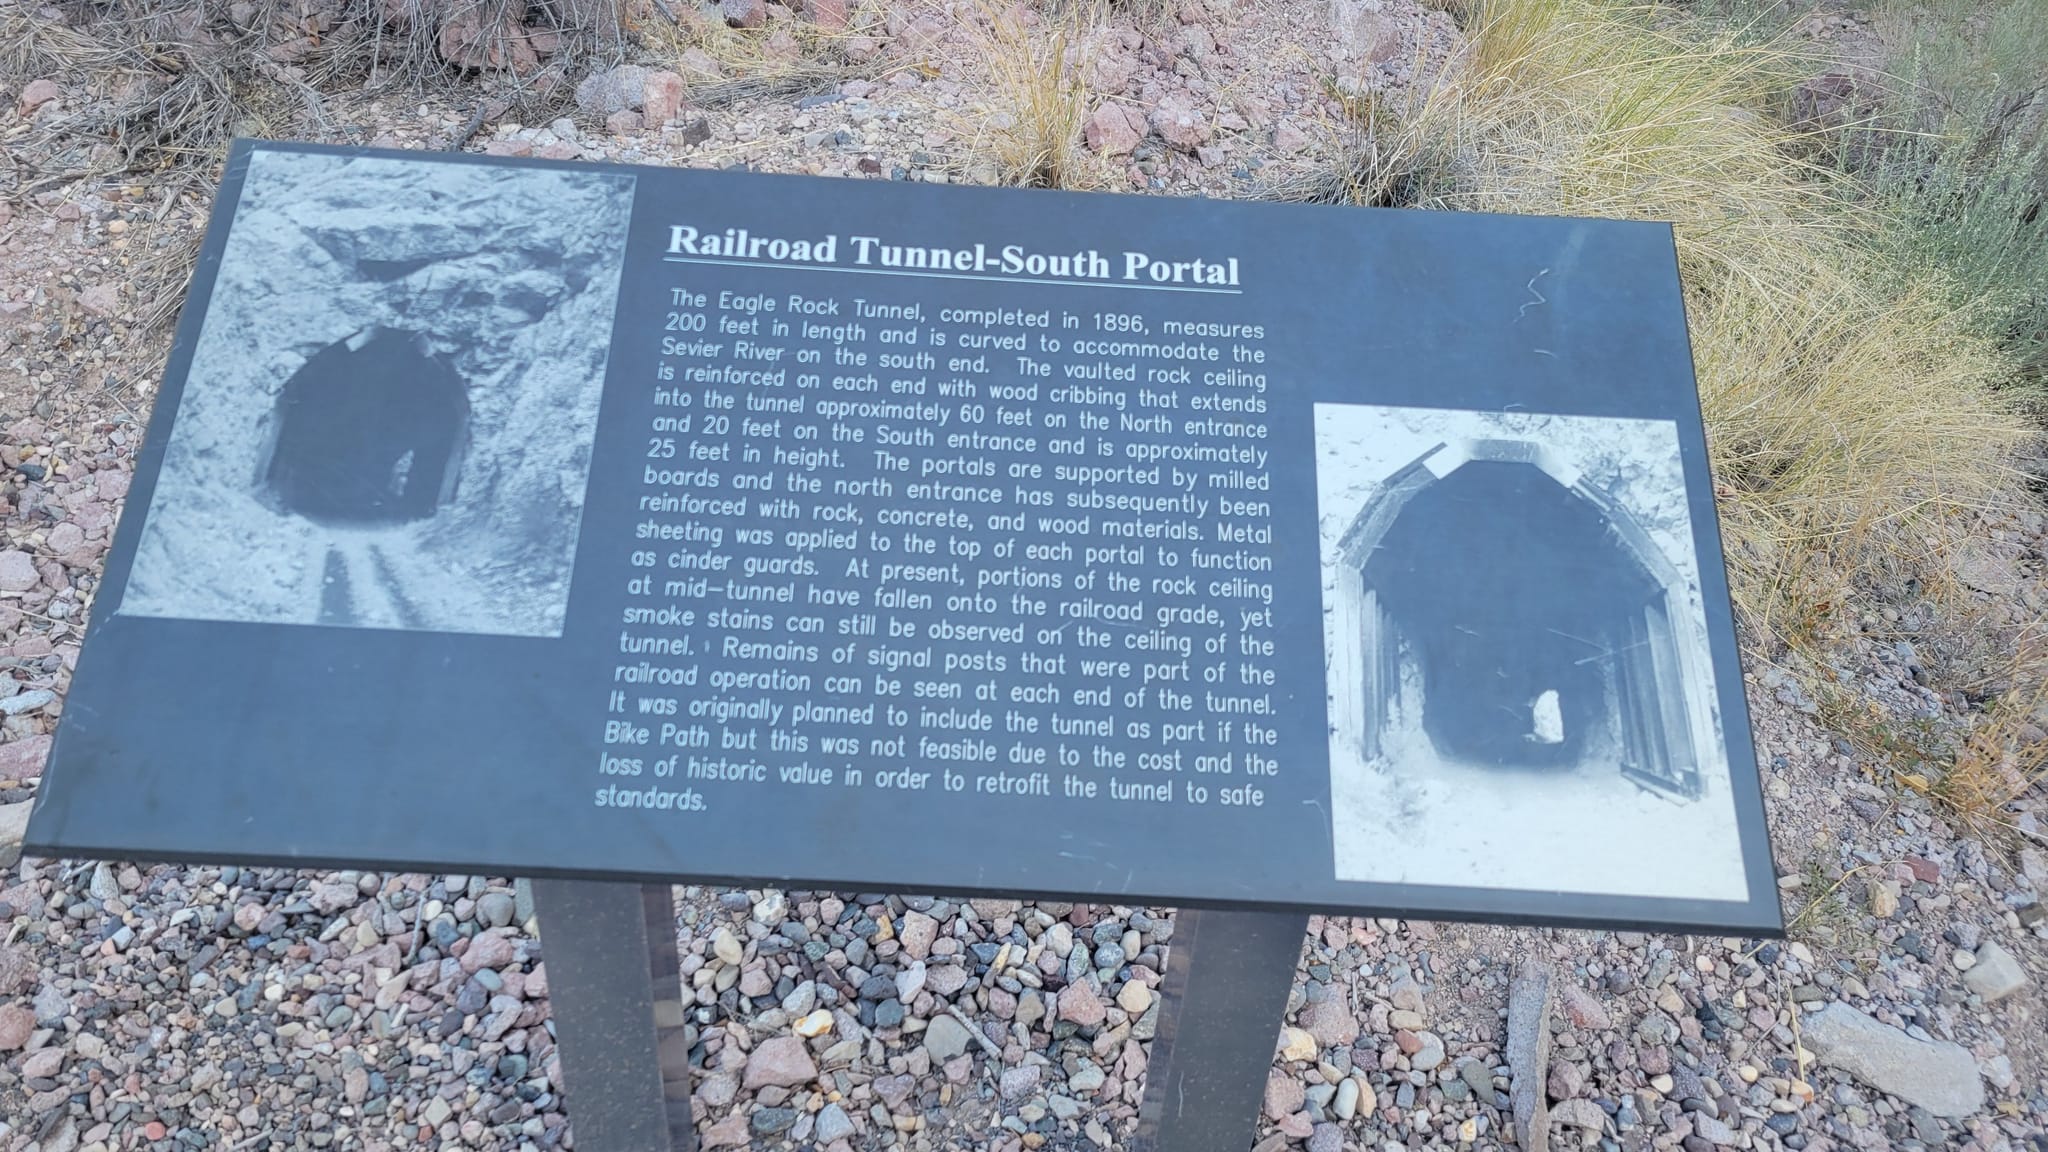 Railroad Tunnel-South Portal
The Eagle Rock Tunnel, completed in 1896, measures
200 feet in length and is curved to accommodate the
Sevier River on the south end. The vaulted rock ceiling
is reinforced on each end with wood cribbing that extends
into the tunnel approximately 60 feet on the North entrance
and 20 feet on the South entrance and is approximately
25 feet in height. The portals are supported by milled
boards and the north entrance has subsequently been
reinforced with rock, concrete, and wood materials. Metal
sheeting was applied to the top of each portal to function
as cinder guards. At present, portions of the rock ceiling
at mid-tunnel have fallen onto the railroad grade, yet
smoke stains can still be observed on the ceiling of the
tunnel. Remains of signal posts that were part of the
railroad operation can be seen at each end of the tunnel.
It was originally planned to include the tunnel as part if the
Bike Path but this was not feasible due to the cost and the
loss of historic value in order to retrofit the tunnel to safe
standards.